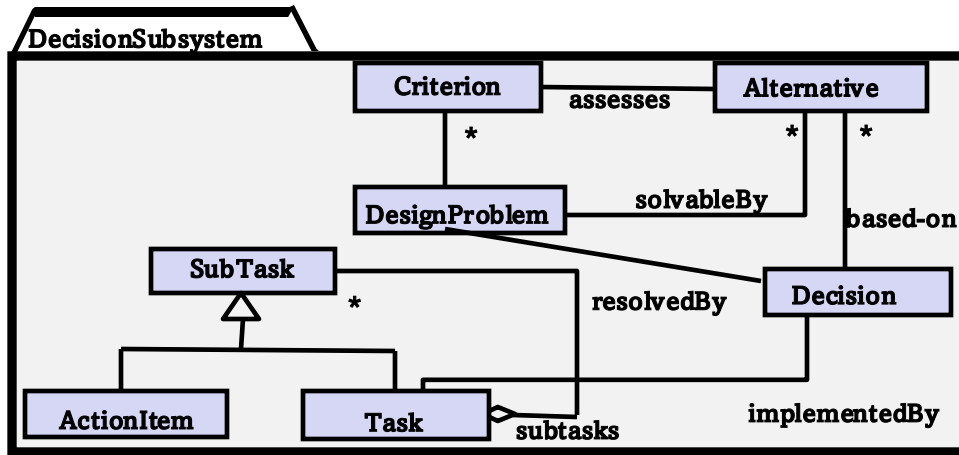 DecisionSubsystem
Criterion
assesses
Alternative
*
*
*
DesignProblem
solvableBy
based-on
SubTask
*
resolvedBy
Decision
ActionItem
Task
subtasks
implementedBy